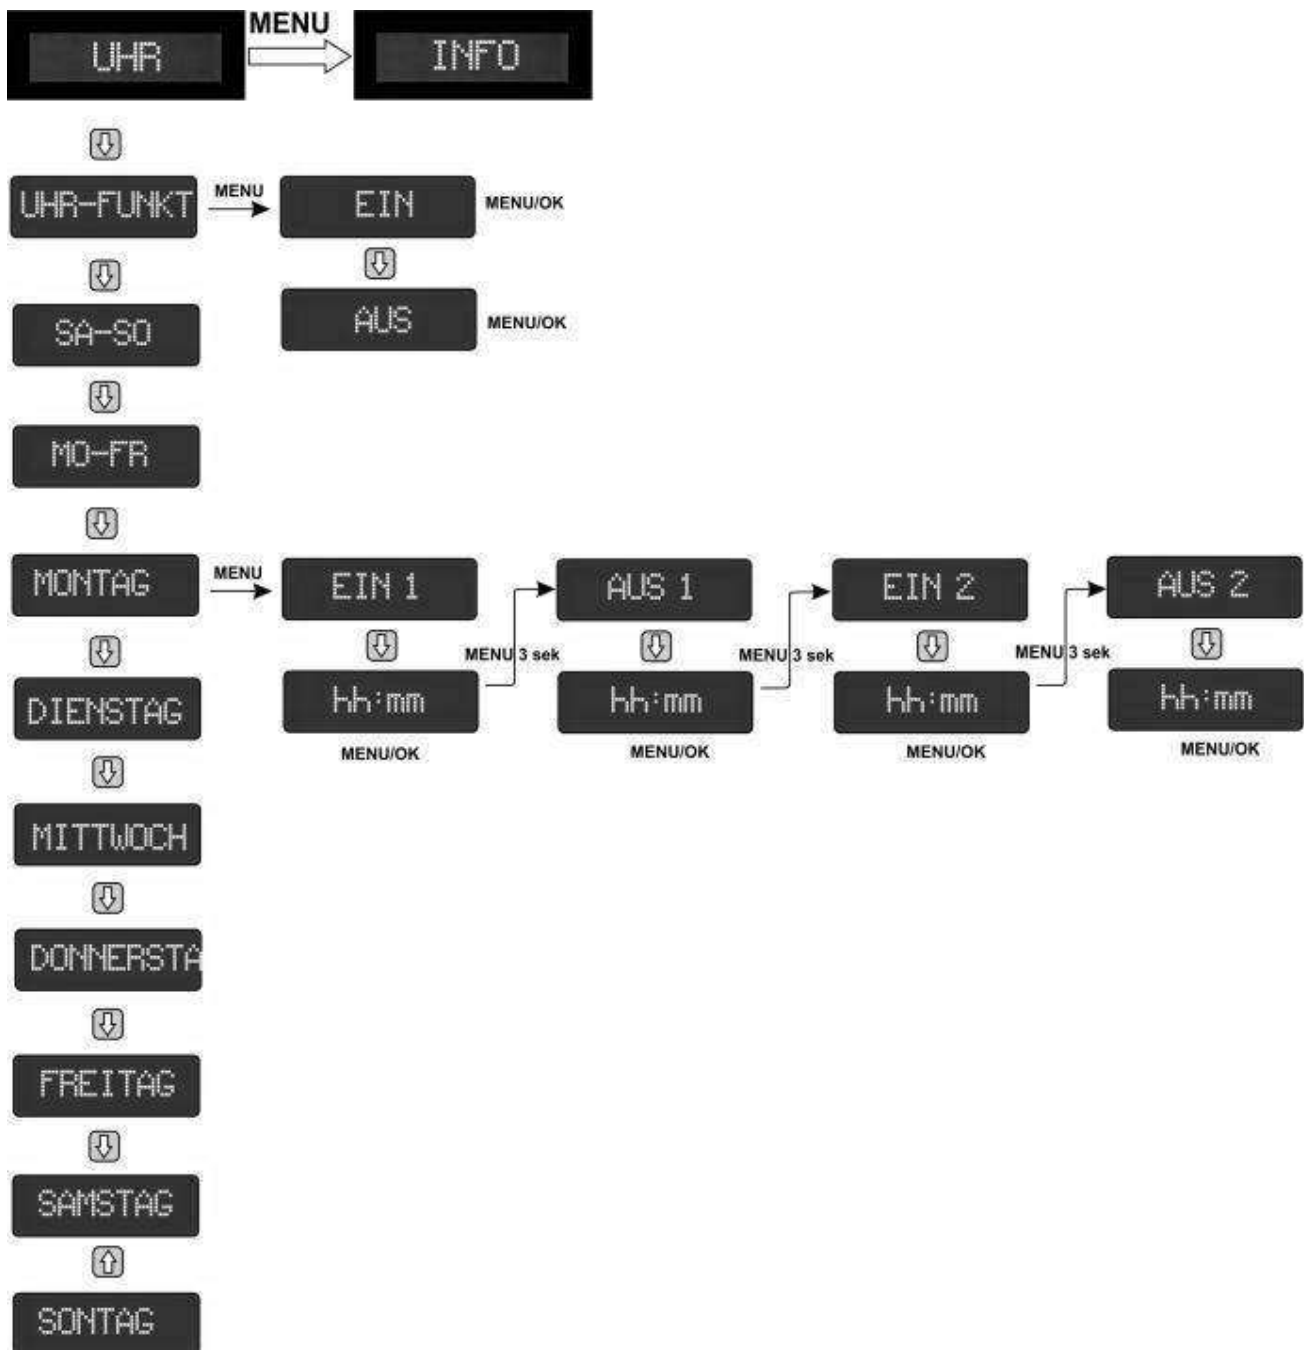 MENU
UHR
INFO
UHR-FUNKT
MENU
EIN
MENU/OK
SA-SO
AUS
MENU/OK
MO-FR
MONTAG
MENU
EIN 1
AUS 1
EIN 2
AUS 2
MENU 3 sek
MENU 3 sek
MENU 3 sek
DIENSTAG
hh:mm
hh:mm
hh:mm
hh:mm
MENU/OK
MENU/OK
MENU/OK
MENU/OK
MITTWOCH
DONNERSTA
FREITAG
SAMSTAG
SONTAG